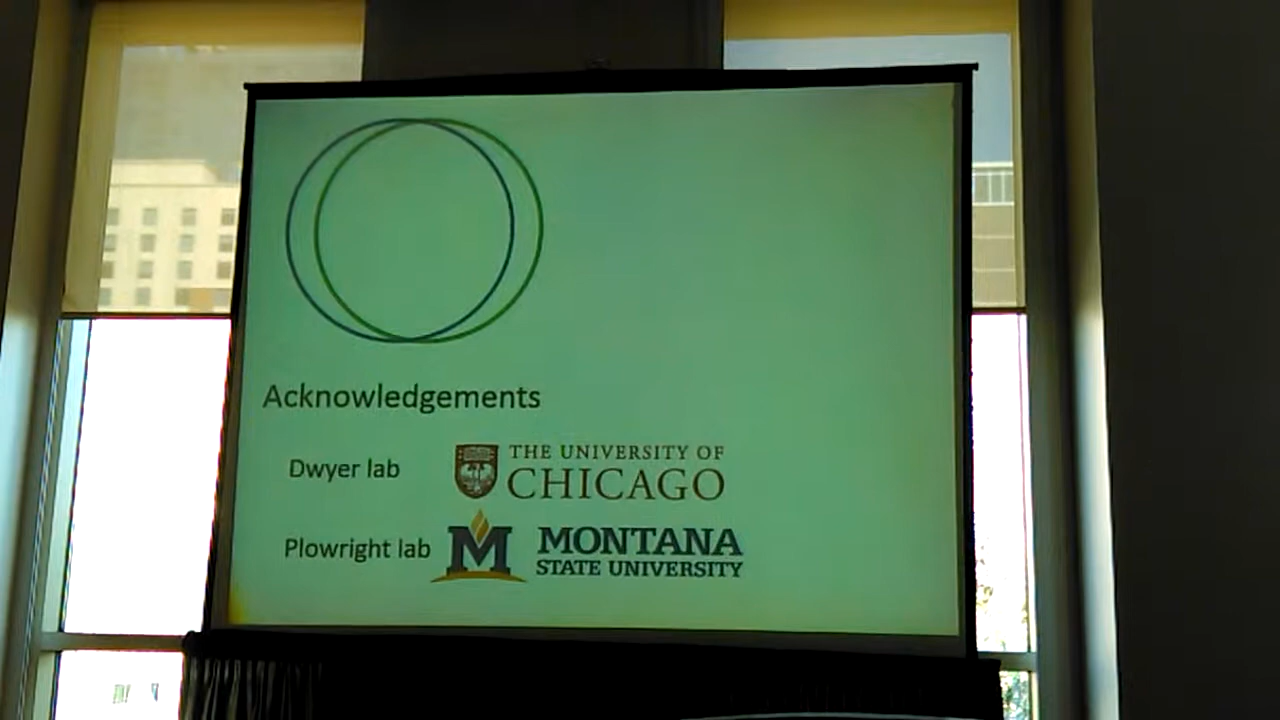 Acknowledgements
Dwyer lab
THE UNIVERSITY OF
CHICAGO
Plowright lab
M
MONTANA
STATE UNIVERSITY